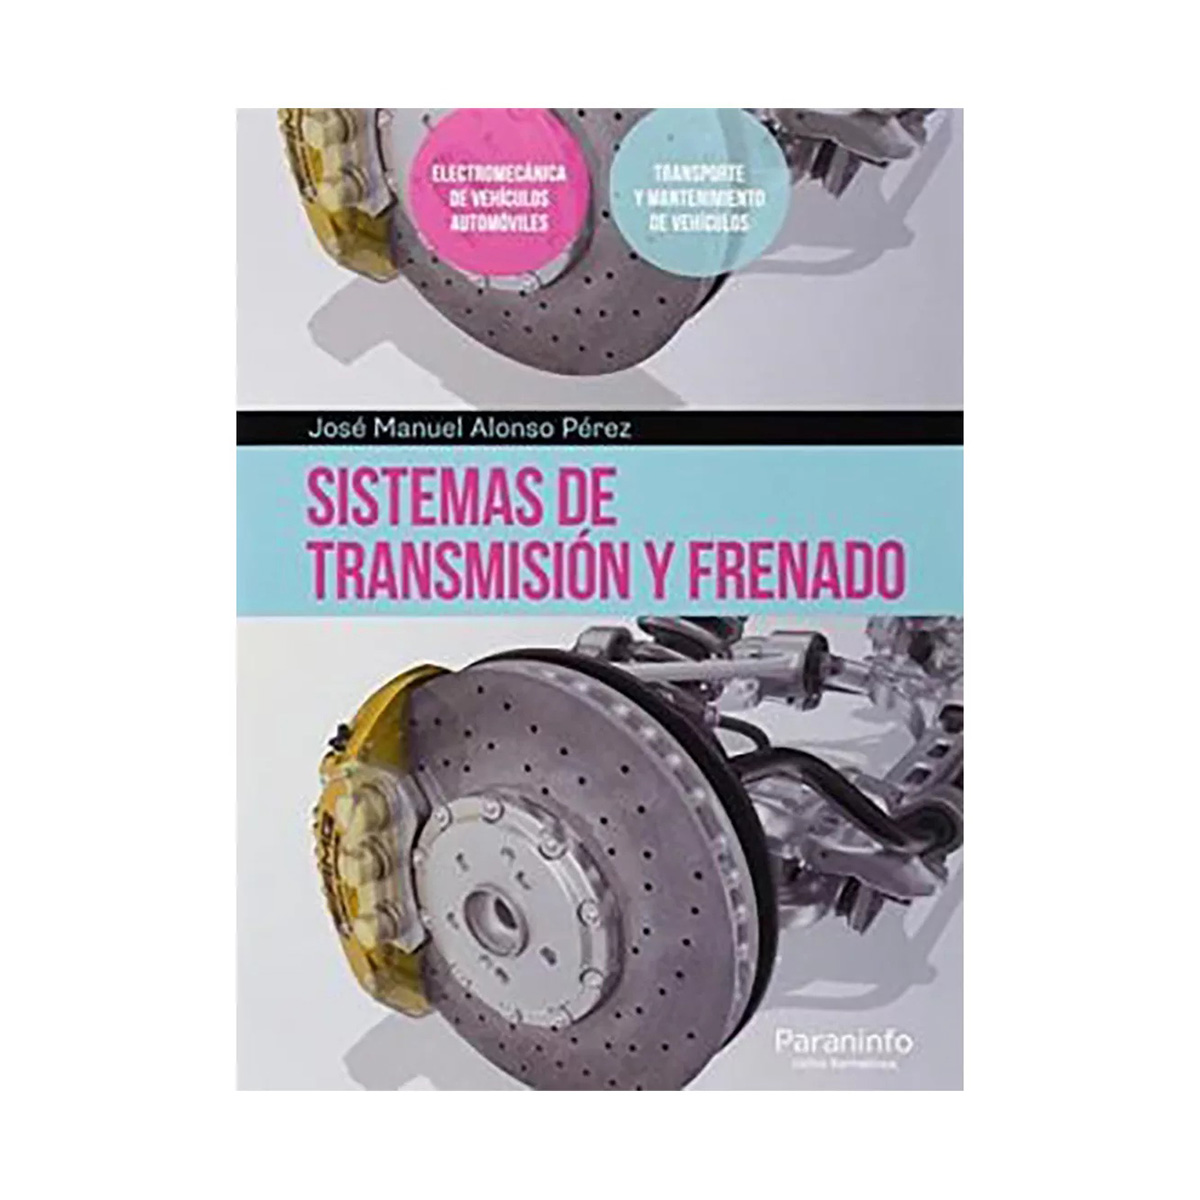 ELECTROMECÁNICA
DE VEHÍCULOS
AUTOMÓVILES
TRANSPORTE
Y MANTENIMIENTO
DE VEHÍCULOS
José Manuel Alonso Pérez
SISTEMAS DE
TRANSMISIÓN Y FRENADO
Paraninfo